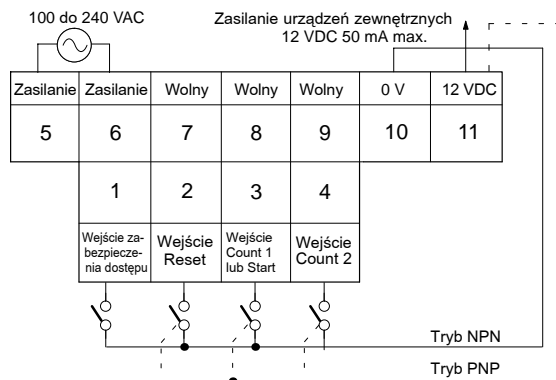 100 do 240 VAC
Zasilanie urządzeń zewnętrznych
12 VDC 50 mA max.
Zasilanie Zasilanie Wolny Wolny Wolny 0 V 12 VDC
5 6 7 8 9 10 11
1 2 3 4
Wejście za-
bezpiecze-
nia dostępu
Wejście
Reset
Wejście
Count 1
lub Start
Wejście
Count 2
Tryb NPN
Tryb PNP